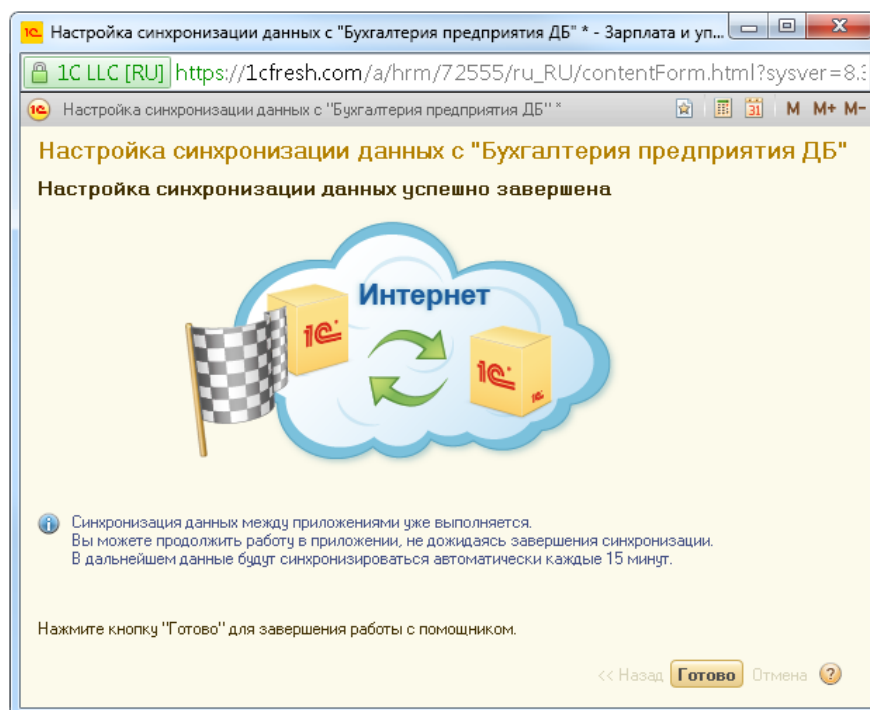 Настройка синхронизации данных с "Бухгалтерия предприятия ДБ" * - Зарплата и уп...
1C LLC [RU] https://1cfresh.com/a/hrm/72555/ru_RU/contentForm.html?sysver=8.3
Настройка синхронизации данных с "Бухгалтерия предприятия ДБ" *
31 M M+ M-
Настройка синхронизации данных с "Бухгалтерия предприятия ДБ"
Настройка синхронизации данных успешно завершена
Интернет
1С
1С
Синхронизация данных между приложениями уже выполняется.
Вы можете продолжить работу в приложении, не дожидаясь завершения синхронизации.
В дальнейшем данные будут синхронизироваться автоматически каждые 15 минут.
Нажмите кнопку "Готово" для завершения работы с помощником.
<< Назад Готово Отмена ?